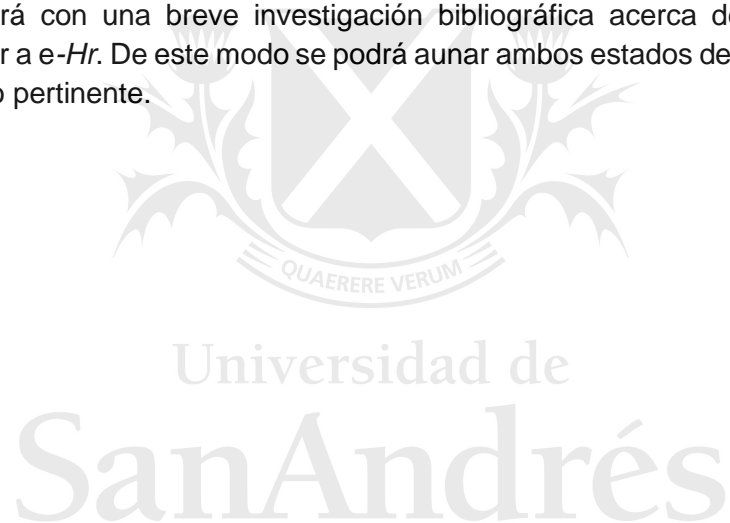 rá con una breve investigación bibliográfica acerca de
r a e-Hr. De este modo se podrá aunar ambos estados de
o pertinente.
QUAERERE VERUM
Universidad de
SanAndrés